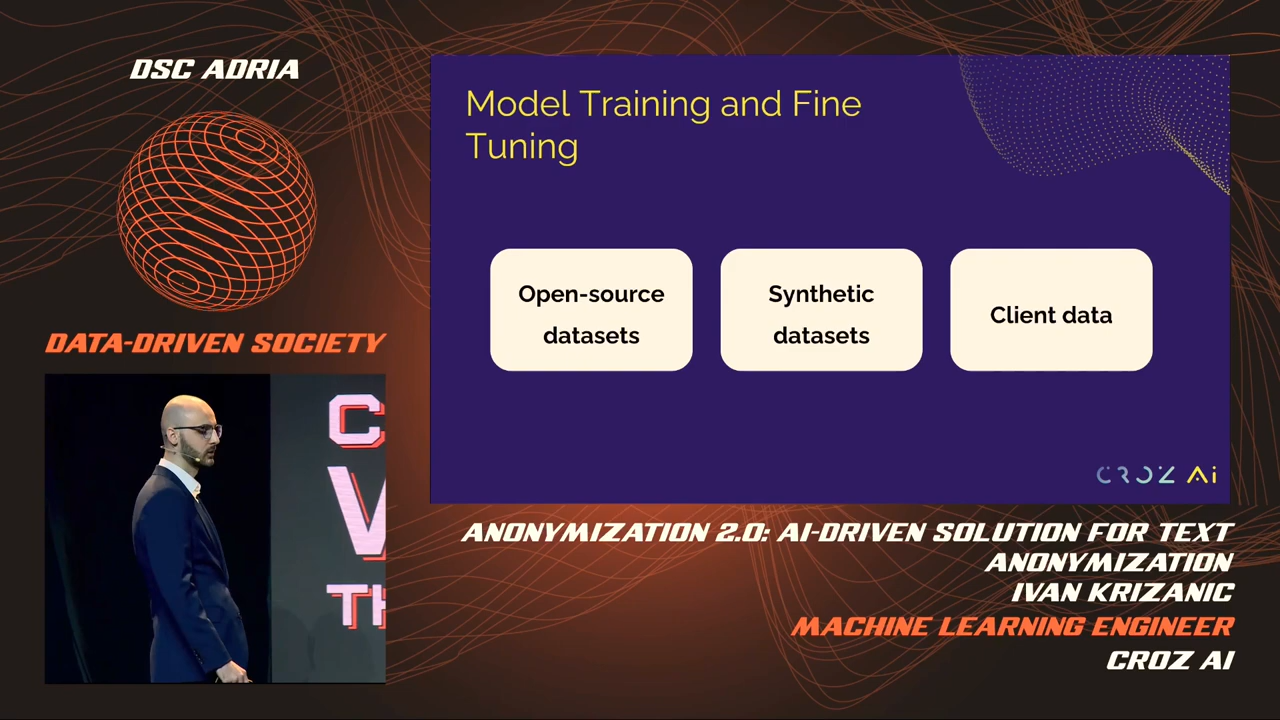 DSC ADRIA
DATA-DRIVEN SOCIETY
Model Training and Fine
Tuning
Open-source
datasets
Synthetic
datasets
Client data
CROZ Ai
ANONYMIZATION 2.0: AI-DRIVEN SOLUTION FOR TEXT
ANONYMIZATION
IVAN KRIZANIC
MACHINE LEARNING ENGINEER
CROZ AI